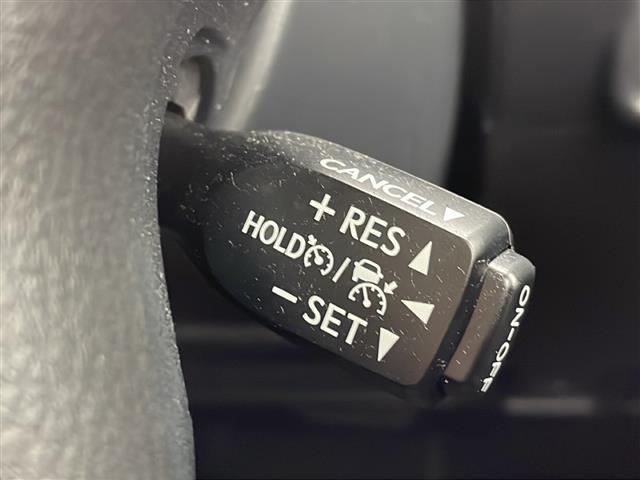 CANCEL
+ RES
HOLD /
- SET
ON-OFF